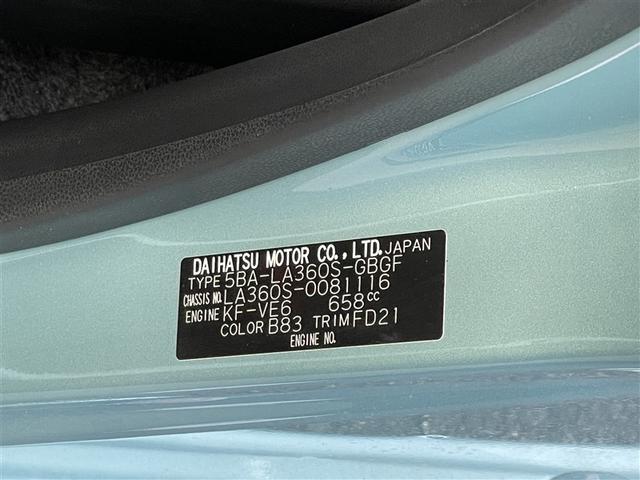 DAIHATSU MOTOR CO.,LTD. JAPAN
TYPE 5BA-LA360S-GBGF
CHASSIS NO. LA360S-0081116
ENGINE KF-VE6 658cc
COLOR B83 TRIM FD21
ENGINE NO.